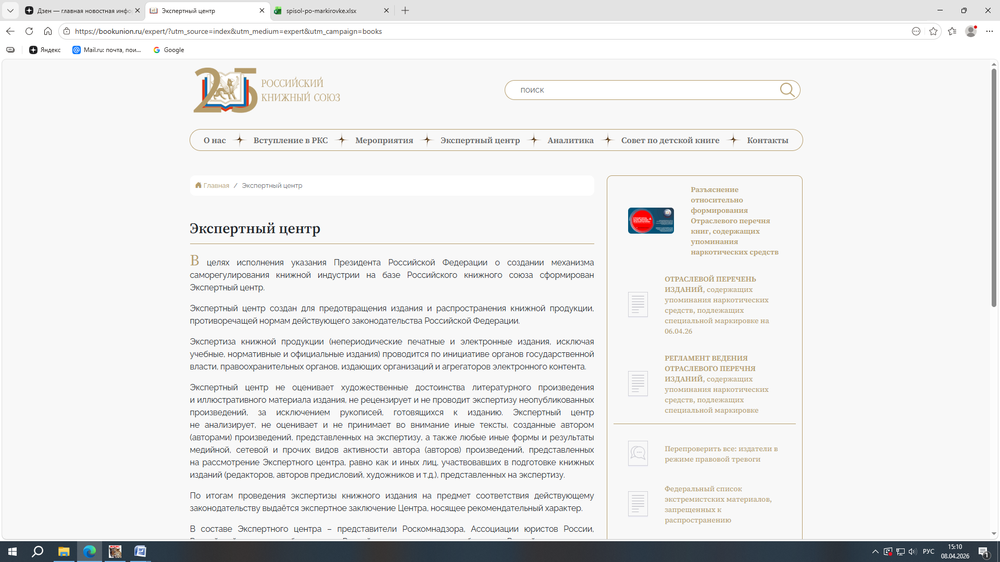 Дзен — главная новостная инфо
Экспертный центр
spisol-po-markirovke.xlsx
https://bookunion.ru/expert/?utm_source=index&utm_medium=expert&utm_campaign=books
Яндекс
Mail.ru: почта, пои...
Google
25
РОССИЙСКИЙ
КНИЖНЫЙ СОЮЗ
ПОИСК
О нас
Вступление в РКС
Мероприятия
Экспертный центр
Аналитика
Совет по детской книге
Контакты
Главная / Экспертный центр
Экспертный центр
В целях исполнения указания Президента Российской Федерации о создании механизма
саморегулирования книжной индустрии на базе Российского книжного союза сформирован
Экспертный центр.
Экспертный центр создан для предотвращения издания и распространения книжной продукции,
противоречащей нормам действующего законодательства Российской Федерации.
Экспертиза книжной продукции (непериодические печатные и электронные издания, исключая
учебные, нормативные и официальные издания) проводится по инициативе органов государственной
власти, правоохранительных органов, издающих организаций и агрегаторов электронного контента.
Экспертный центр не оценивает художественные достоинства литературного произведения
и иллюстративного материала издания, не рецензирует и не проводит экспертизу неопубликованных
произведений, за исключением рукописей, готовящихся к изданию. Экспертный центр
не анализирует, не оценивает и не принимает во внимание иные тексты, созданные автором
(авторами) произведений, представленных на экспертизу, а также любые иные формы и результаты
медийной, сетевой и прочих видов активности автора (авторов) произведений, представленных
на рассмотрение Экспертного центра, равно как и иных лиц, участвовавших в подготовке книжных
изданий (редакторов, авторов предисловий, художников и т.д.), представленных на экспертизу.
По итогам проведения экспертизы книжного издания на предмет соответствия действующему
законодательству выдаётся экспертное заключение Центра, носящее рекомендательный характер.
В составе Экспертного центра – представители Роскомнадзора, Ассоциации юристов России,
Разъяснение
относительно
формирования
Отраслевого перечня
книг, содержащих
упоминания
наркотических средств
ОТРАСЛЕВОЙ ПЕРЕЧЕНЬ
ИЗДАНИЙ, содержащих
упоминания наркотических
средств, подлежащих
специальной маркировке на
06.04.26
РЕГЛАМЕНТ ВЕДЕНИЯ
ОТРАСЛЕВОГО ПЕРЕЧНЯ
ИЗДАНИЙ, содержащих
упоминания наркотических
средств, подлежащих
специальной маркировке
Перепроверить все: издатели в
режиме правовой тревоги
Федеральный список
экстремистских материалов,
запрещенных к
распространению
РУС
15:10
08.04.2026
1